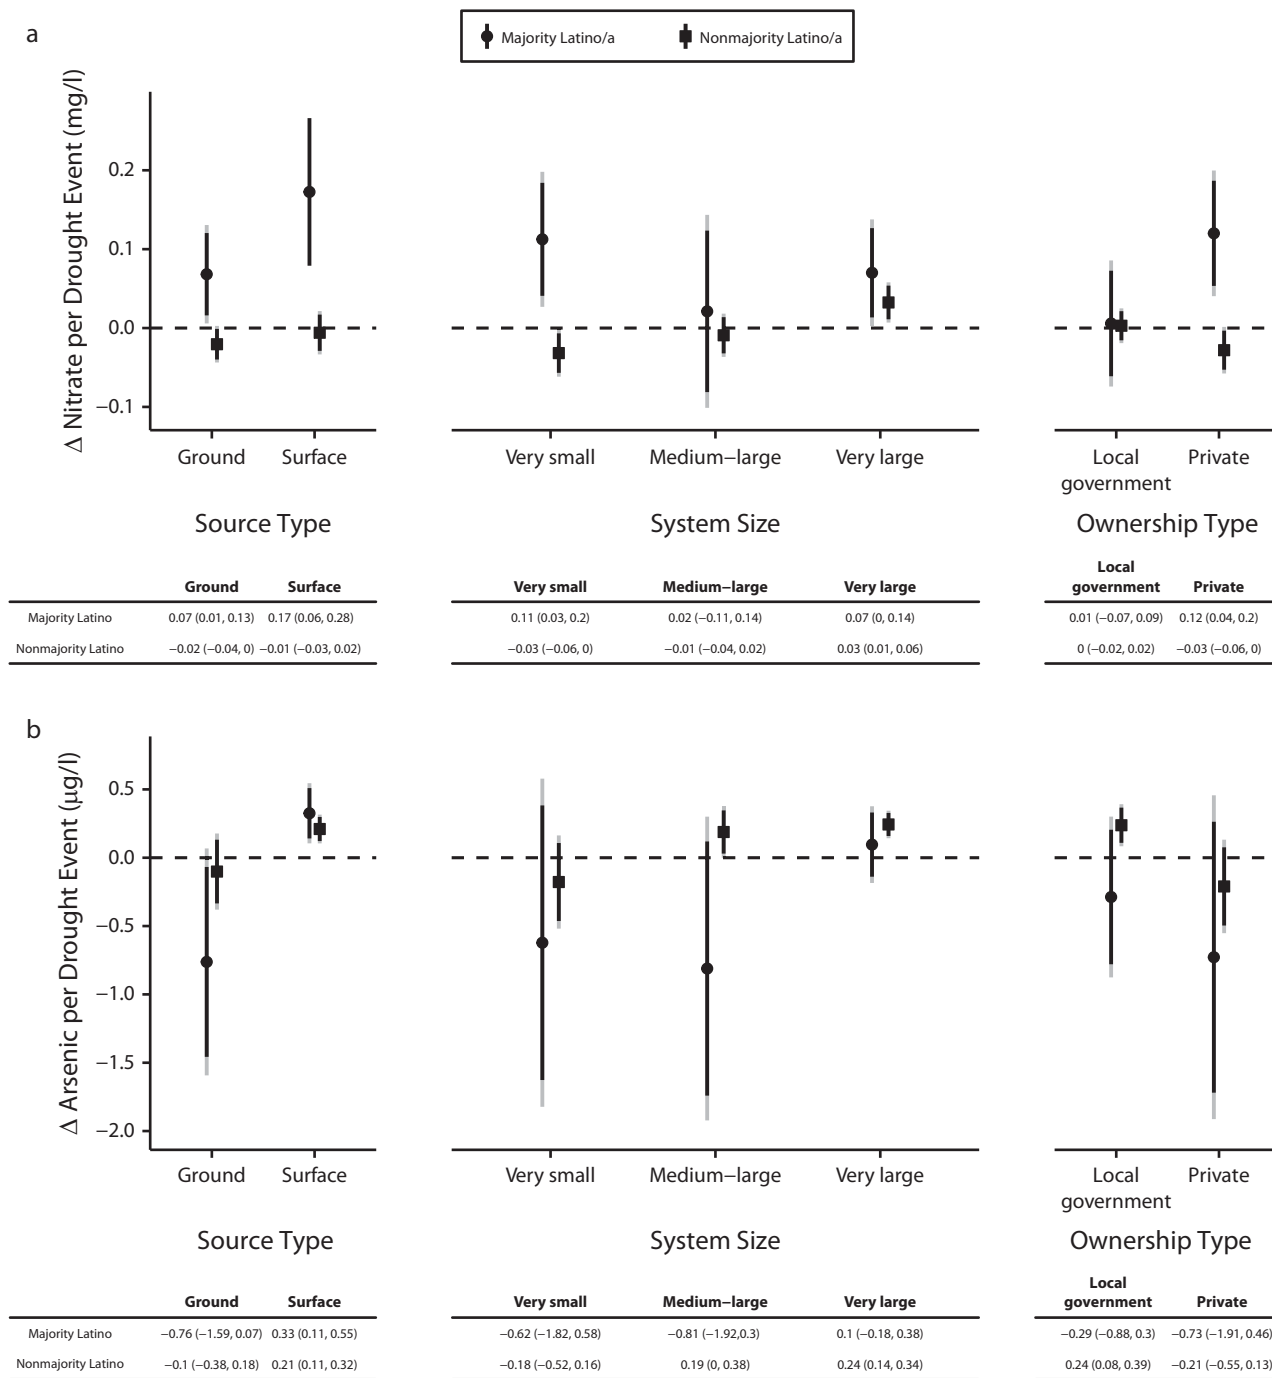 a
Majority Latino/a Nonmajority Latino/a
Δ Nitrate per Drought Event (mg/l)
0.2
0.1
0.0
−0.1
Ground Surface Very small Medium−large Very large Local government Private
Source Type System Size Ownership Type
Ground Surface Very small Medium−large Very large Local government Private
Majority Latino 0.07 (0.01, 0.13) 0.17 (0.06, 0.28) 0.11 (0.03, 0.2) 0.02 (−0.11, 0.14) 0.07 (0, 0.14) 0.01 (−0.07, 0.09) 0.12 (0.04, 0.2)
Nonmajority Latino −0.02 (−0.04, 0) −0.01 (−0.03, 0.02) −0.03 (−0.06, 0) −0.01 (−0.04, 0.02) 0.03 (0.01, 0.06) 0 (−0.02, 0.02) −0.03 (−0.06, 0)
b
Δ Arsenic per Drought Event (μg/l)
0.5
0.0
−0.5
−1.0
−1.5
−2.0
Ground Surface Very small Medium−large Very large Local government Private
Source Type System Size Ownership Type
Ground Surface Very small Medium−large Very large Local government Private
Majority Latino −0.76 (−1.59, 0.07) 0.33 (0.11, 0.55) −0.62 (−1.82, 0.58) −0.81 (−1.92,0.3) 0.1 (−0.18, 0.38) −0.29 (−0.88, 0.3) −0.73 (−1.91, 0.46)
Nonmajority Latino −0.1 (−0.38, 0.18) 0.21 (0.11, 0.32) −0.18 (−0.52, 0.16) 0.19 (0, 0.38) 0.24 (0.14, 0.34) 0.24 (0.08, 0.39) −0.21 (−0.55, 0.13)